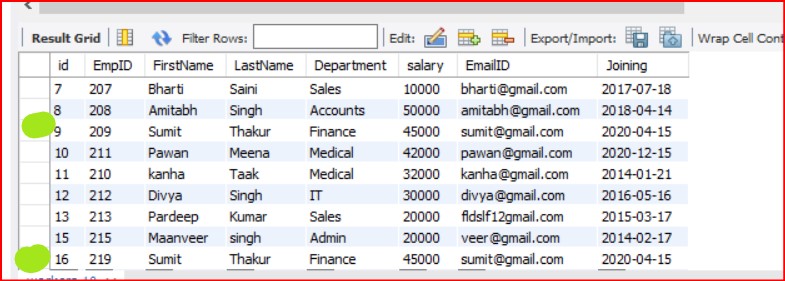 Result Grid Filter Rows: Edit: Export/Import: Wrap Cell Cont
id EmpID FirstName LastName Department salary EmailID Joining
7 207 Bharti Saini Sales 10000 bharti@gmail.com 2017-07-18
8 208 Amitabh Singh Accounts 50000 amitabh@gmail.com 2018-04-14
9 209 Sumit Thakur Finance 45000 sumit@gmail.com 2020-04-15
10 211 Pawan Meena Medical 42000 pawan@gmail.com 2020-12-15
11 210 kanha Taak Medical 32000 kanha@gmail.com 2014-01-21
12 212 Divya Singh IT 30000 divya@gmail.com 2016-05-16
13 213 Pardeep Kumar Sales 20000 fldslf12gmail.com 2015-03-17
15 215 Maanveer singh Admin 20000 veer@gmail.com 2014-02-17
16 219 Sumit Thakur Finance 45000 sumit@gmail.com 2020-04-15